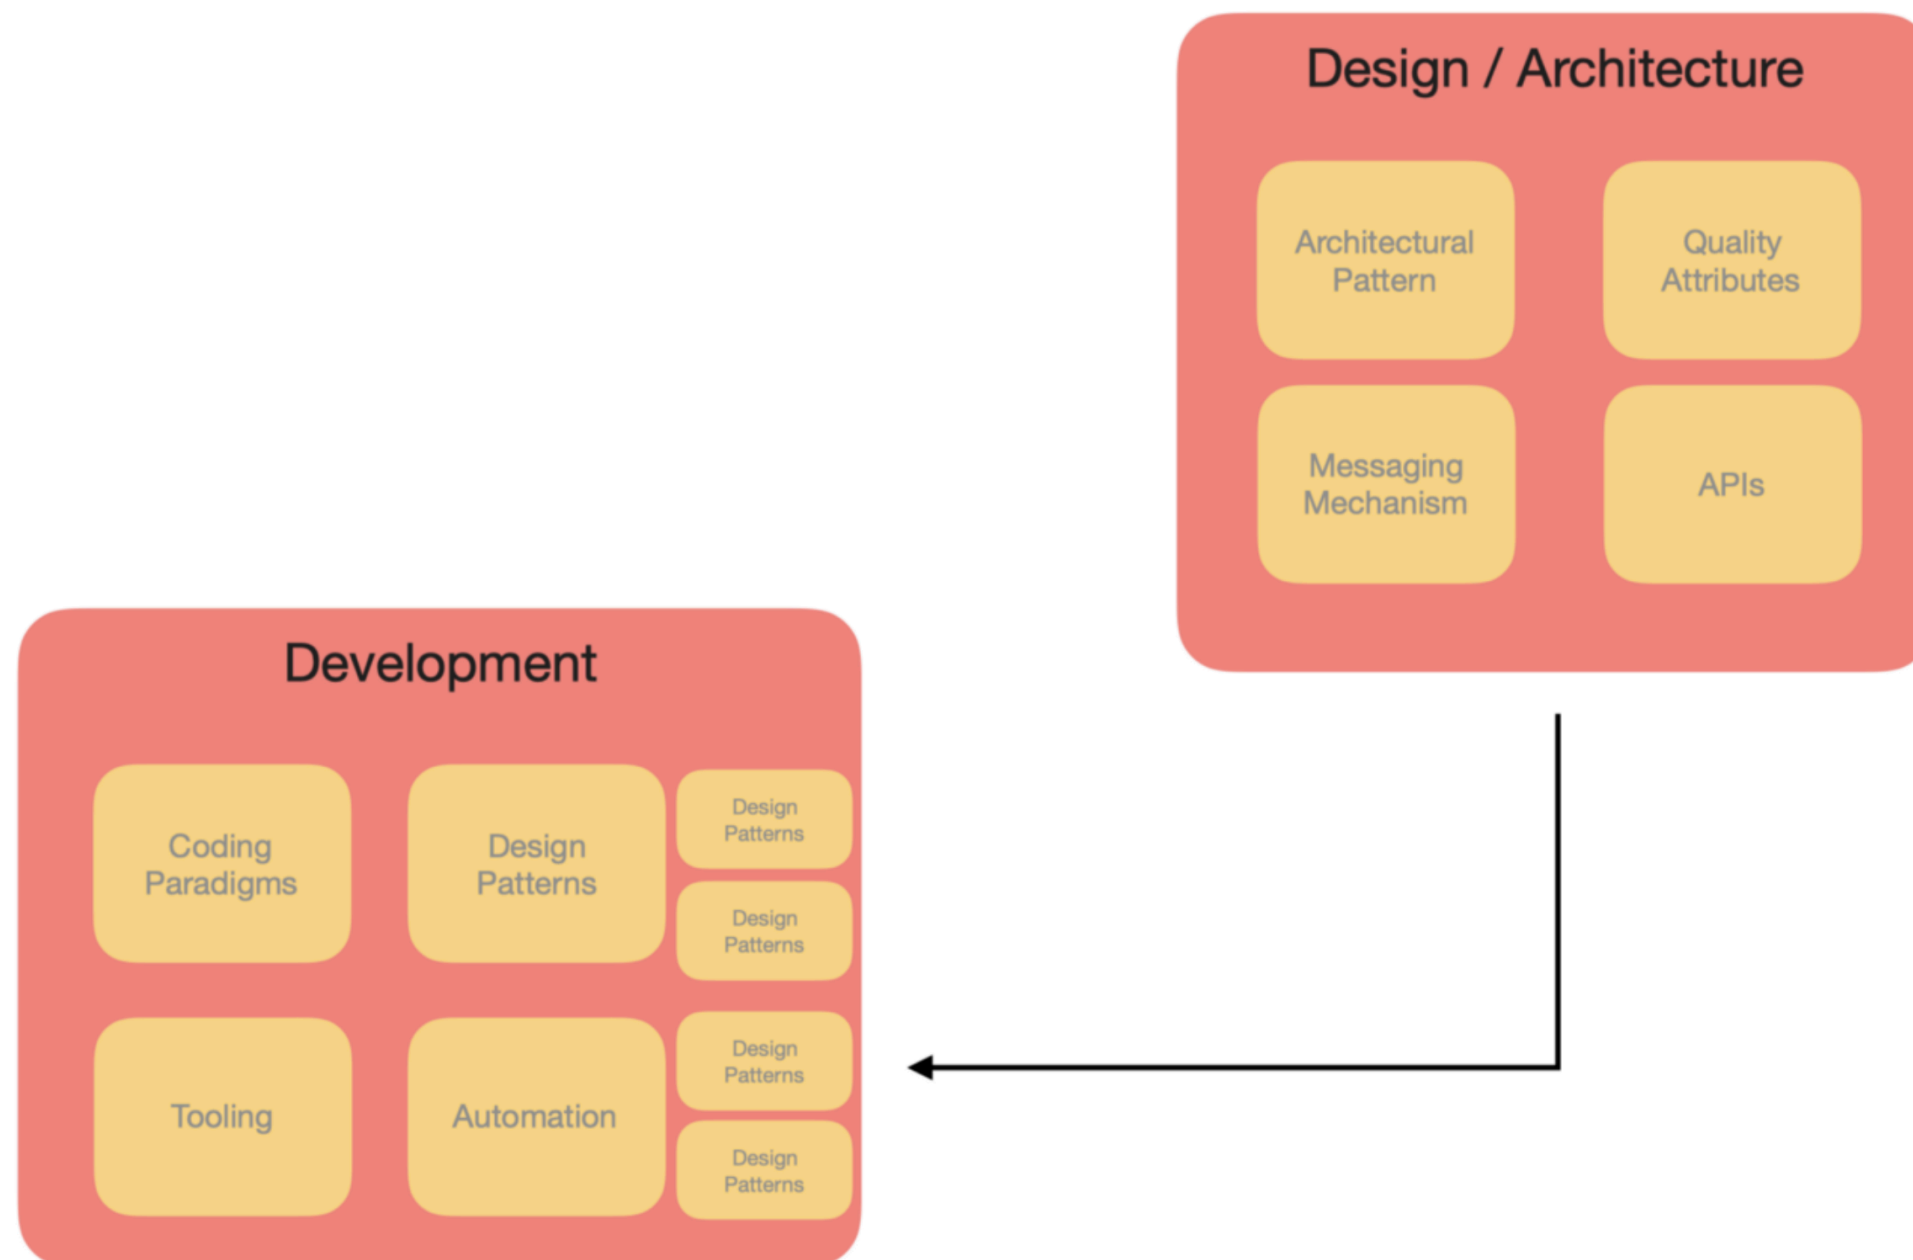 Design / Architecture
Architectural
Pattern
Quality
Attributes
Messaging
Mechanism
APIs
Development
Coding
Paradigms
Design
Patterns
Design
Patterns
Design
Patterns
Tooling
Automation
Design
Patterns
Design
Patterns